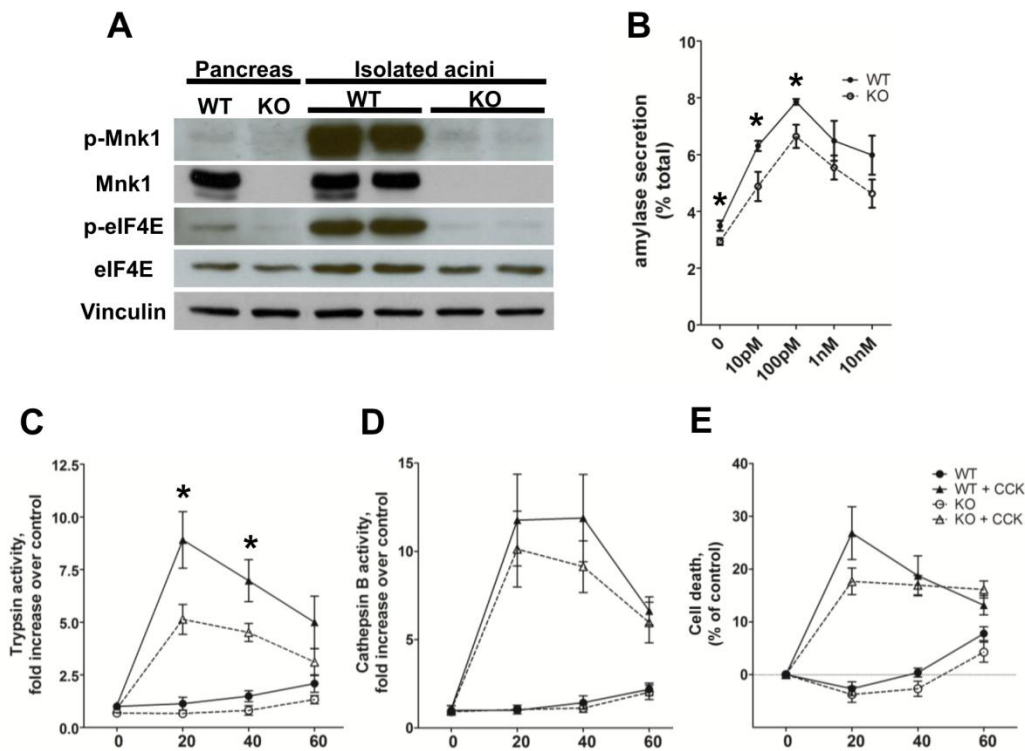 A
Pancreas Isolated acini
WT KO WT KO
p-Mnk1
Mnk1
p-eIF4E
eIF4E
Vinculin
B
amylase secretion
(% total)
10
8
6
4
2
0
* * *
WT
KO
0 10pM 100pM 1nM 10nM
C
Trypsin activity,
fold increase over control
12.5
10.0
7.5
5.0
2.5
0.0
* *
0 20 40 60
D
Cathepsin B activity,
fold increase over control
15
10
5
0
0 20 40 60
E
Cell death,
(% of control)
40
30
20
10
0
-10
WT
WT + CCK
KO
KO + CCK
0 20 40 60